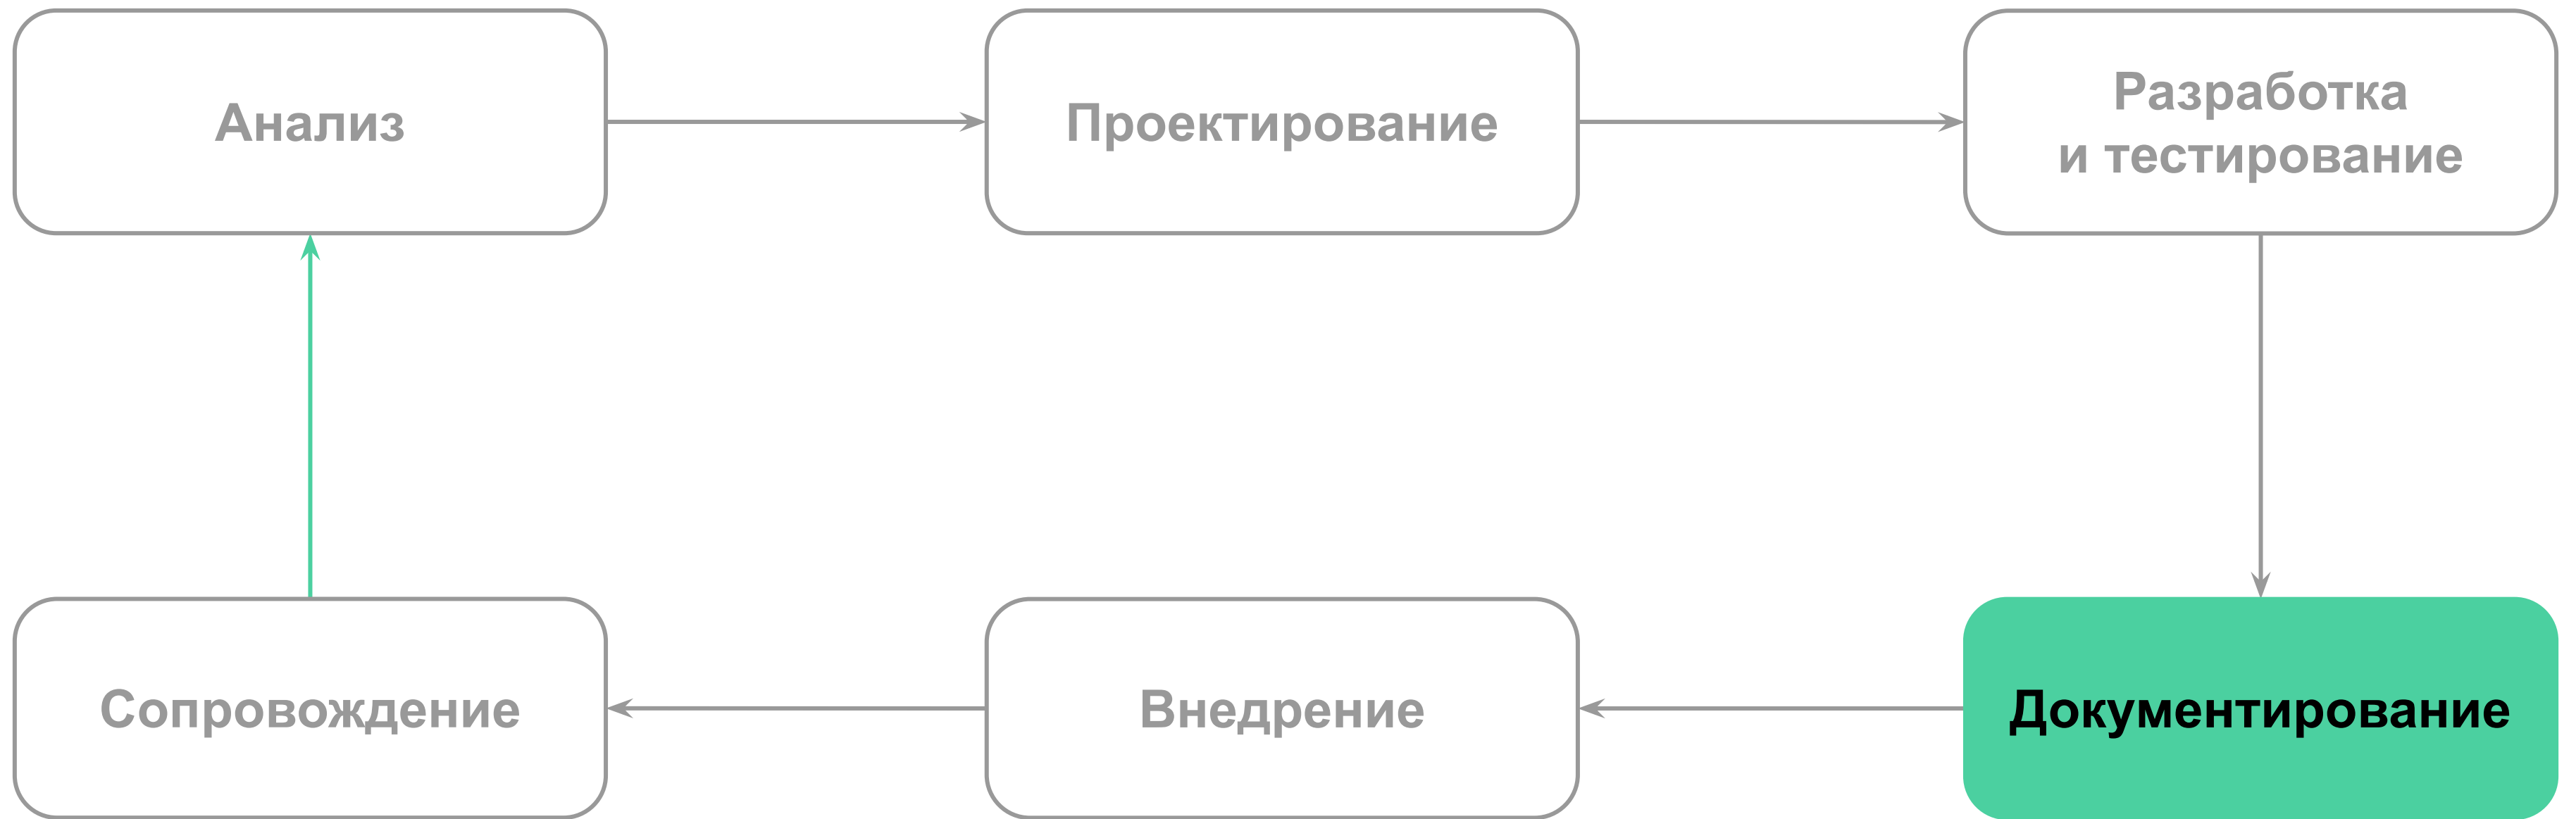 Анализ
Проектирование
Разработка
и тестирование
Сопровождение
Внедрение
Документирование